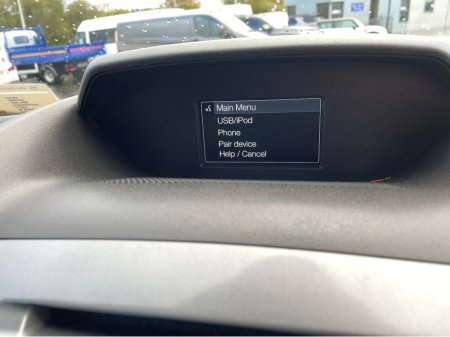 Main Menu
USB/iPod
Phone
Pair device
Help / Cancel